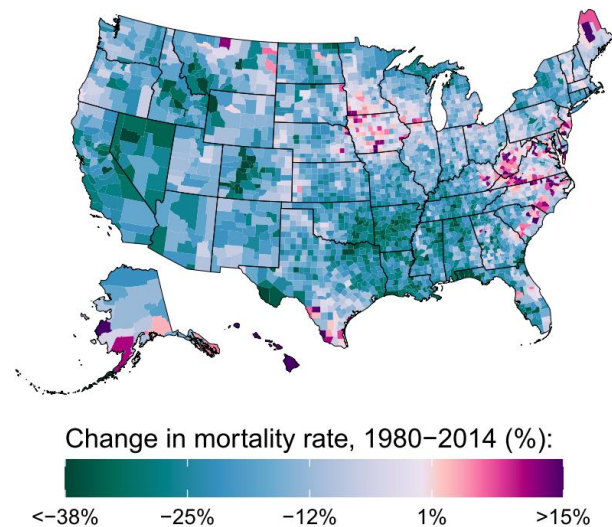 Change in mortality rate, 1980−2014 (%):
<−38% −25% −12% 1% >15%